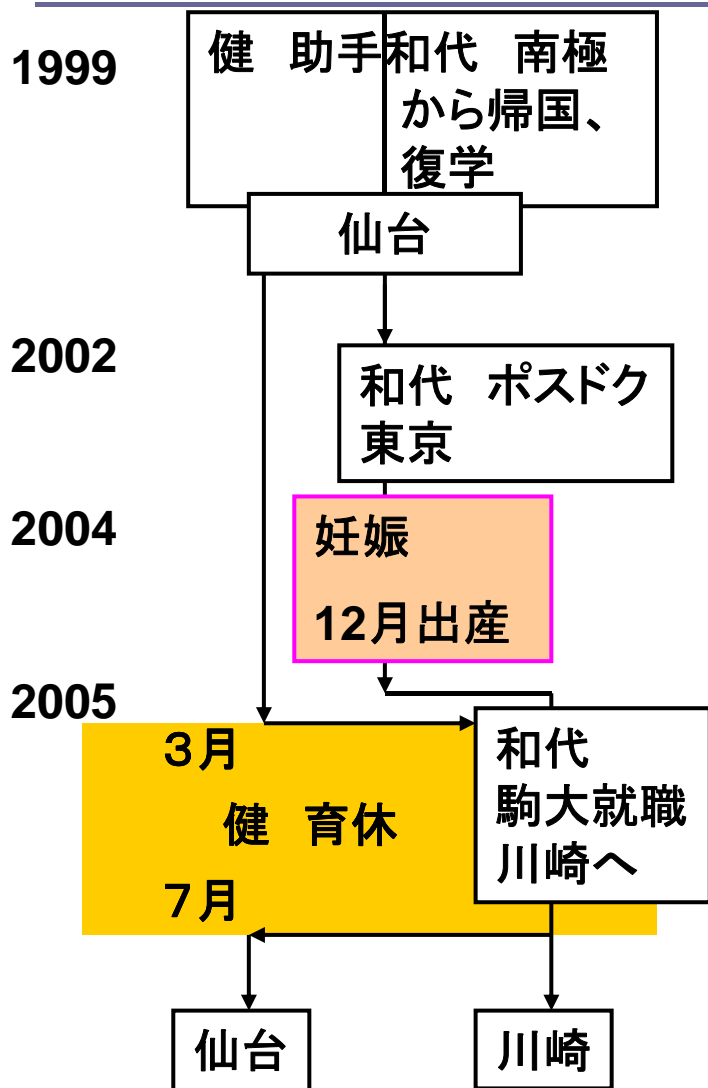 1999
健　助手
和代　南極
から帰国、
復学
仙台
2002
和代　ポスドク
東京
2004
妊娠
12月出産
2005
３月
健　育休
７月
和代
駒大就職
川崎へ
仙台
川崎